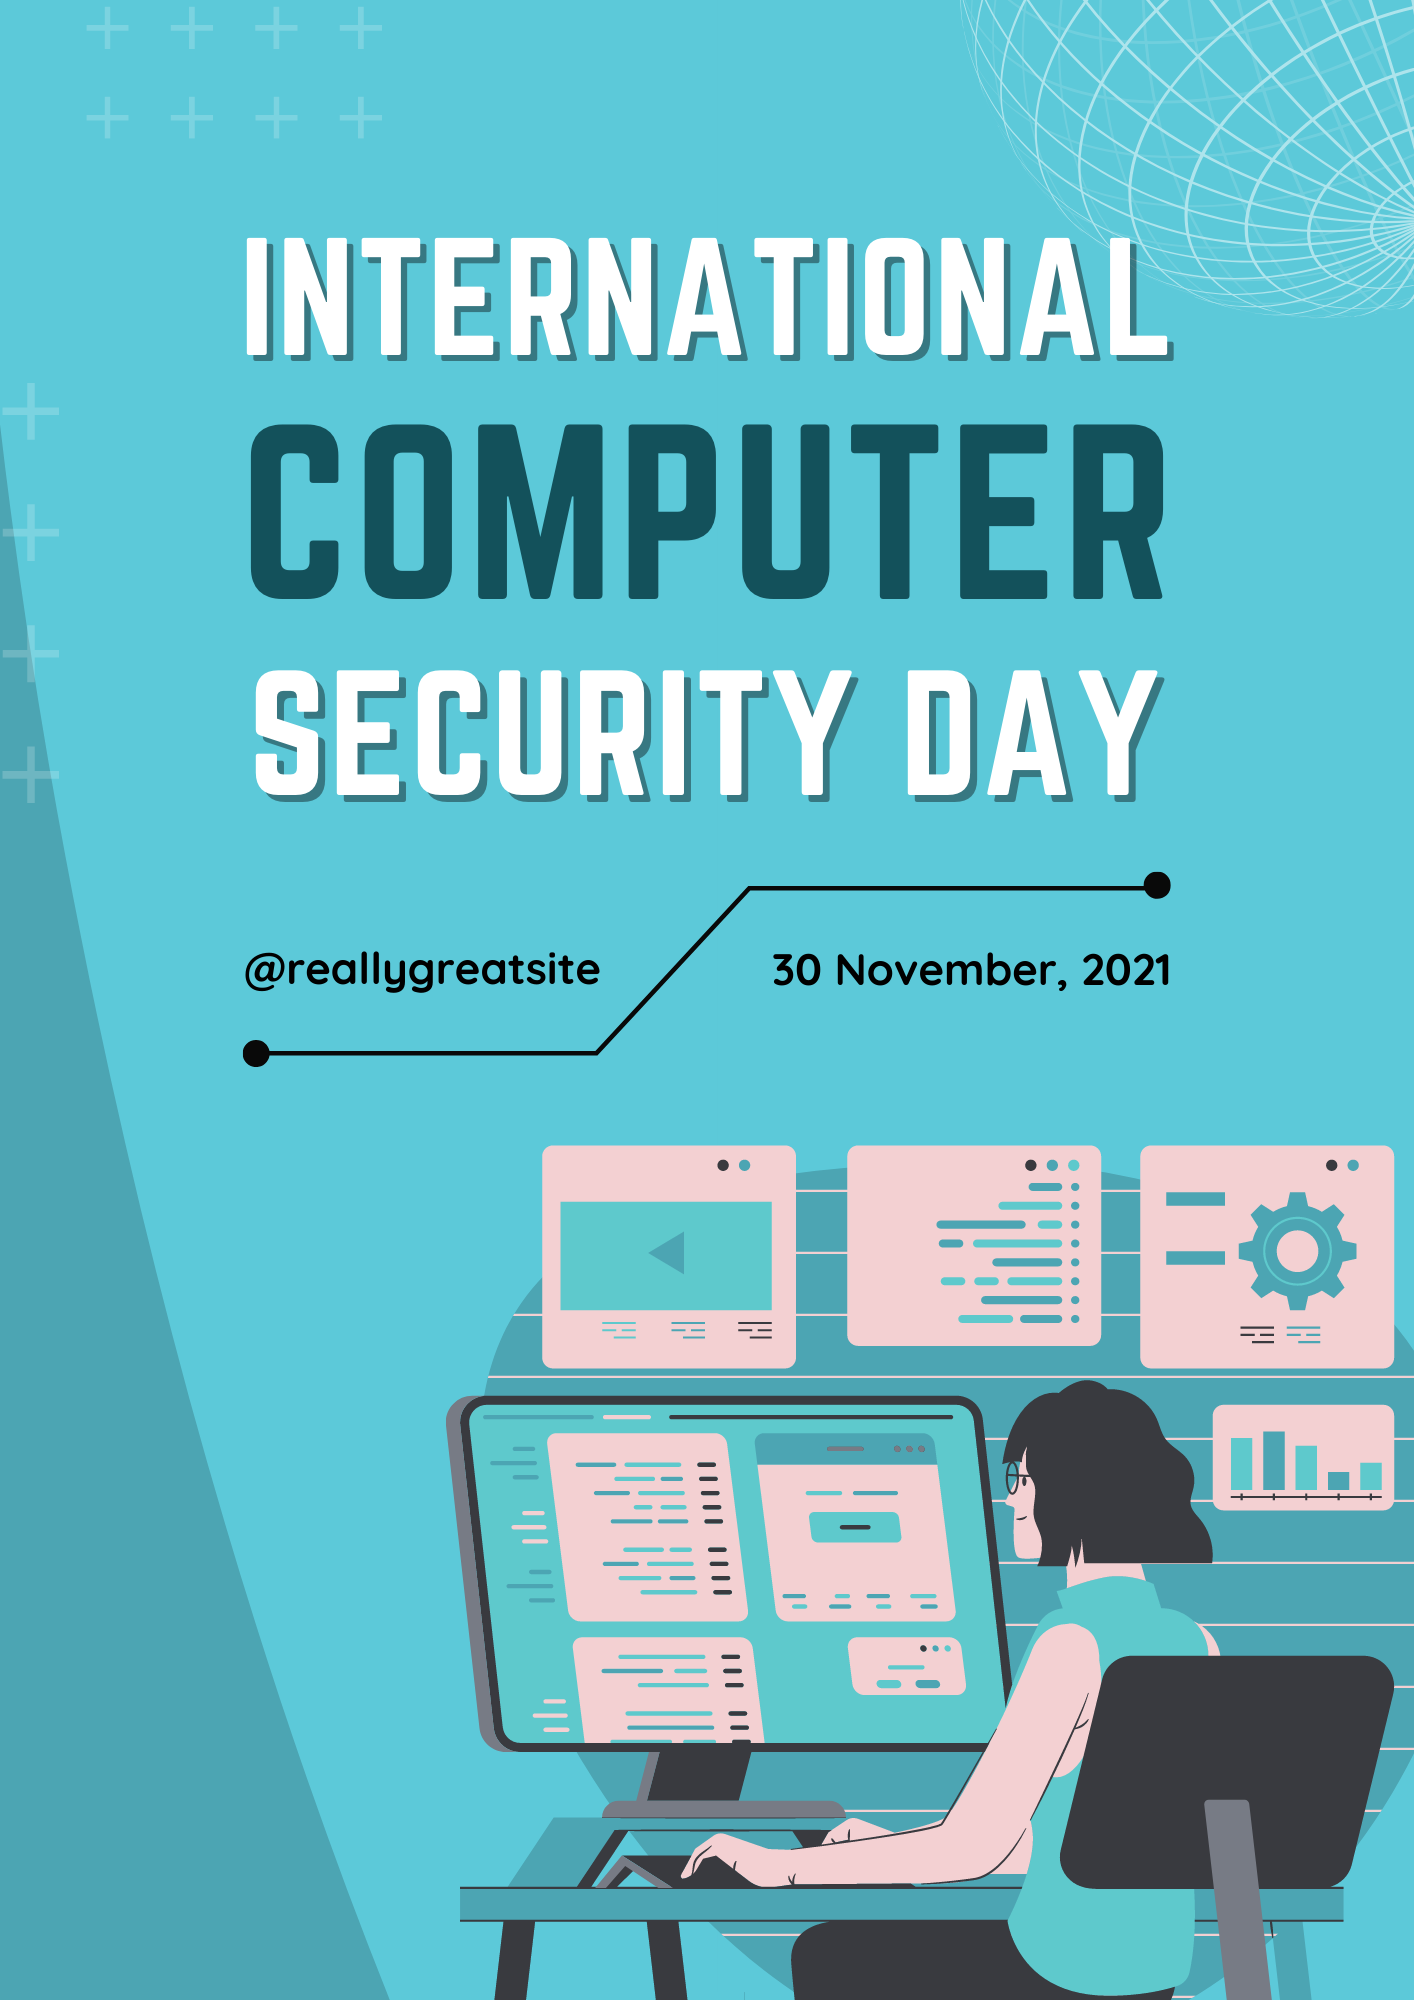 INTERNATIONAL
COMPUTER
SECURITY DAY
@reallygreatsite
30 November, 2021